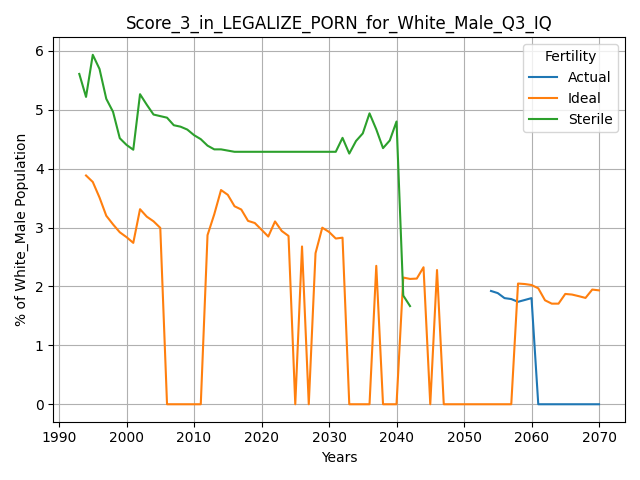 Score_3_in_LEGALIZE_PORN_for_White_Male_Q3_IQ
Fertility
Actual
Ideal
Sterile
% of White_Male Population
6
5
4
3
2
1
0
1990 2000 2010 2020 2030 2040 2050 2060 2070
Years